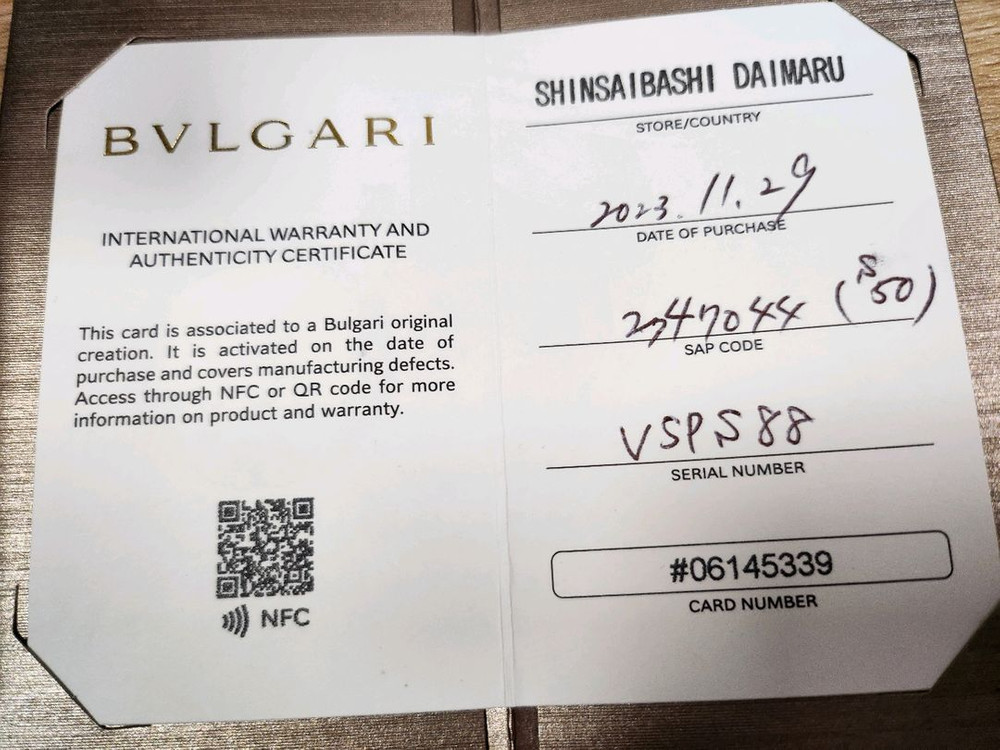 BVLGARI
INTERNATIONAL WARRANTY AND
AUTHENTICITY CERTIFICATE
This card is associated to a Bulgari original
creation. It is activated on the date of
purchase and covers manufacturing defects.
Access through NFC or QR code for more
information on product and warranty.
NFC
SHINSAIBASHI DAIMARU
STORE/COUNTRY
2023.11.29
DATE OF PURCHASE
SAP CODE
SERIAL NUMBER
#06145339
CARD NUMBER